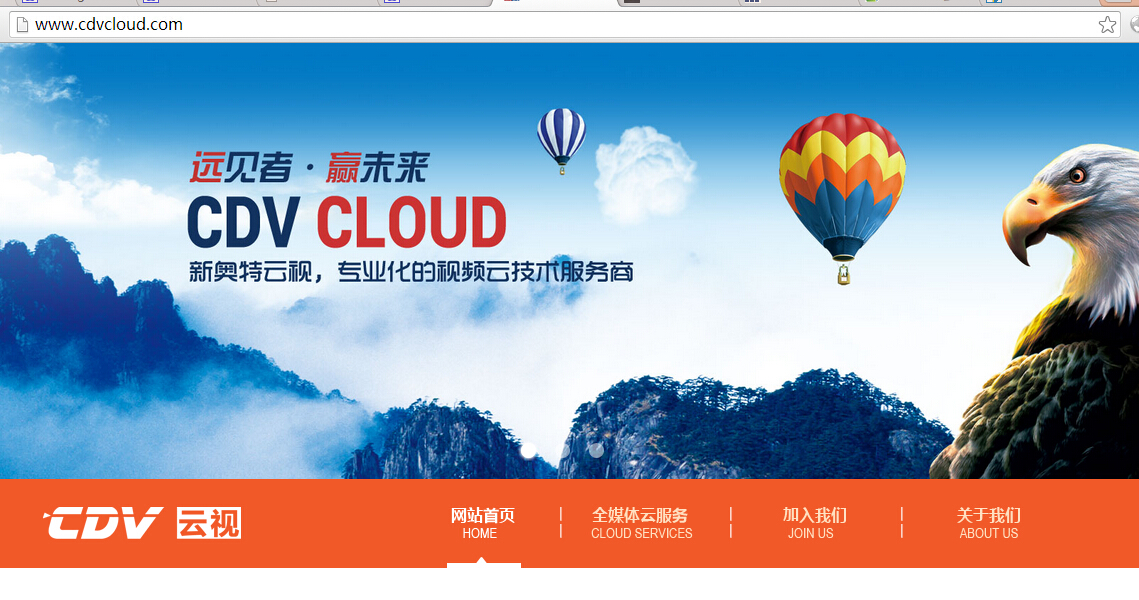 www.cdvcloud.com
远见者·赢未来
CDV CLOUD
新奥特云视，专业化的视频云技术服务商
CDV 云视
网站首页
HOME
全媒体云服务
CLOUD SERVICES
加入我们
JOIN US
关于我们
ABOUT US